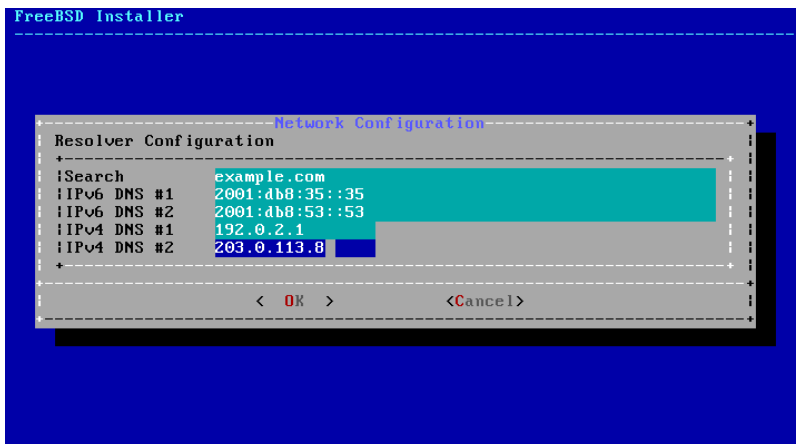 FreeBSD Installer
Network Configuration
Resolver Configuration
Search example.com
IPv6 DNS #1 2001:db8:35::35
IPv6 DNS #2 2001:db8:53::53
IPv4 DNS #1 192.0.2.1
IPv4 DNS #2 203.0.113.8
< OK > <Cancel>